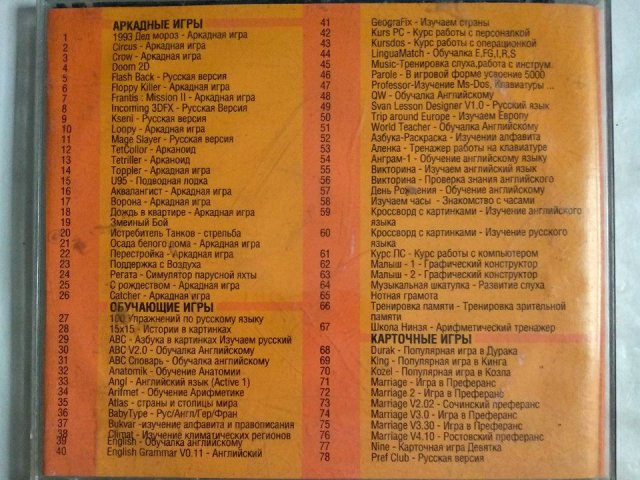 АРКАДНЫЕ ИГРЫ
1 1993 Дед мороз - Аркадная игра
2 Circus - Аркадная игра
3 Crow - Аркадная игра
4 Doom 2D
5 Flash Back - Русская версия
6 Floppy Killer - Аркадная игра
7 Frantis : Mission II - Аркадная игра
8 Incoming 3DFX - Русская Версия
9 Kseni - Русская версия
10 Loopy - Аркадная игра
11 Mage Slayer - Русская версия
12 TetCollor - Арканоид
13 Tetriller - Арканоид
14 Toppler - Аркадная игра
15 U95 - Подводная лодка
16 Аквалангист - Аркадная игра
17 Ворона - Аркадная игра
18 Дождь в квартире - Аркадная игра
19 Змеиный Бой
20 Истребитель Танков - стрельба
21 Осада белого дома - Аркадная игра
22 Перестройка - Аркадная игра
23 Поддержка с Воздуха
24 Регата - Симулятор парусной яхты
25 С рождеством - Аркадная игра
26 Catcher - Аркадная игра
ОБУЧАЮЩИЕ ИГРЫ
27 100 Упражнений по русскому языку
28 15x15 - Истории в картинках
29 ABC - Азбука в картинках Изучаем русский
30 ABC V2.0 - Обучалка Английскому
31 ABC Словарь - Обучалка английскому
32 Anatomik - Обучение Анатомии
33 Angl - Английский язык (Active 1)
34 Arifmet - Обучение Арифметике
35 Atlas - страны и столицы мира
36 BabyType - Рус/Англ/Гер/Фран
37 Bukvar -изучение алфавита и правописания
38 Climat - Изучение климатических регионов
39 English - Обучалка английскому
40 English Grammar V0.11 - Английский
41 GeograFix - Изучаем страны
42 Kurs PC - Курс работы с персоналкой
43 Kursdos - Курс работы с операционкой
44 LinguaMatch - Обучалка E,FG,I,R,S
45 Music-Тренировка слуха,работа с инструм.
46 Parole - В игровой форме усвоение 5000
47 Professor-Изучение Ms-Dos, Клавиатуры ...
48 QW - Обучалка Английскому
49 Svan Lesson Designer V1.0 - Русский язык
50 Trip around Europe - Изучаем Европу
51 World Teacher - Обучалка Английскому
52 Азбука-Раскраска - Изучении алфавита
53 Аленка - Тренажер работы на клавиатуре
54 Анграм-1 - Обучение английскому языку
55 Викторина - Изучаем английский язык
56 Викторина - Проверка знания английского
57 День Рождения - Обучение английскому
58 Изучаем часы - Знакомство с часами
59 Кроссворд с картинками - Изучение английского
языка
60 Кроссворд с картинками - Изучение русского
языка
61 Курс ПС - Курс работы с компьютером
62 Малыш - 1 - Графический конструктор
63 Малыш - 2 - Графический конструктор
64 Музыкальная шкатулка - Развитие слуха
65 Нотная грамота
66 Тренировка памяти - Тренировка зрительной
памяти
67 Школа Нинзя - Арифметический тренажер
КАРТОЧНЫЕ ИГРЫ
68 Durak - Популярная игра в Дурака
69 King - Популярная игра в Кинга
70 Kozel - Популярная игра в Козла
71 Marriage - Игра в Преферанс
72 Marriage 2 - Игра в Преферанс
73 Marriage V2.02 - Сочинский преферанс
74 Marriage V3.0 - Игра в Преферанс
75 Marriage V3.30 - Игра в Преферанс
76 Marriage V4.10 - Ростовский преферанс
77 Nine - Карточная игра Девятка
78 Pref Club - Русская версия